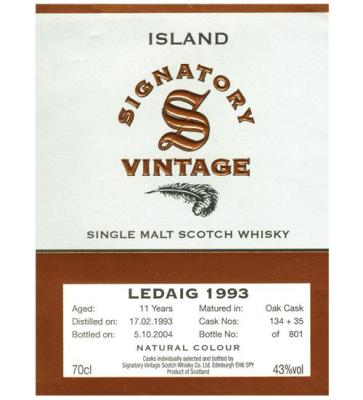 ISLAND
SIGNATORY
S
VINTAGE
SINGLE MALT SCOTCH WHISKY
LEDAIG 1993
Aged: 11 Years Matured in: Oak Cask
Distilled on: 17.02.1993 Cask Nos: 134 + 35
Bottled on: 5.10.2004 Bottle No: of 801
NATURAL COLOUR
Casks individually selected and bottled by
Signatory Vintage Scotch Whisky Co. Ltd. Edinburgh EH6 5PY
70cl Product of Scotland 43%vol